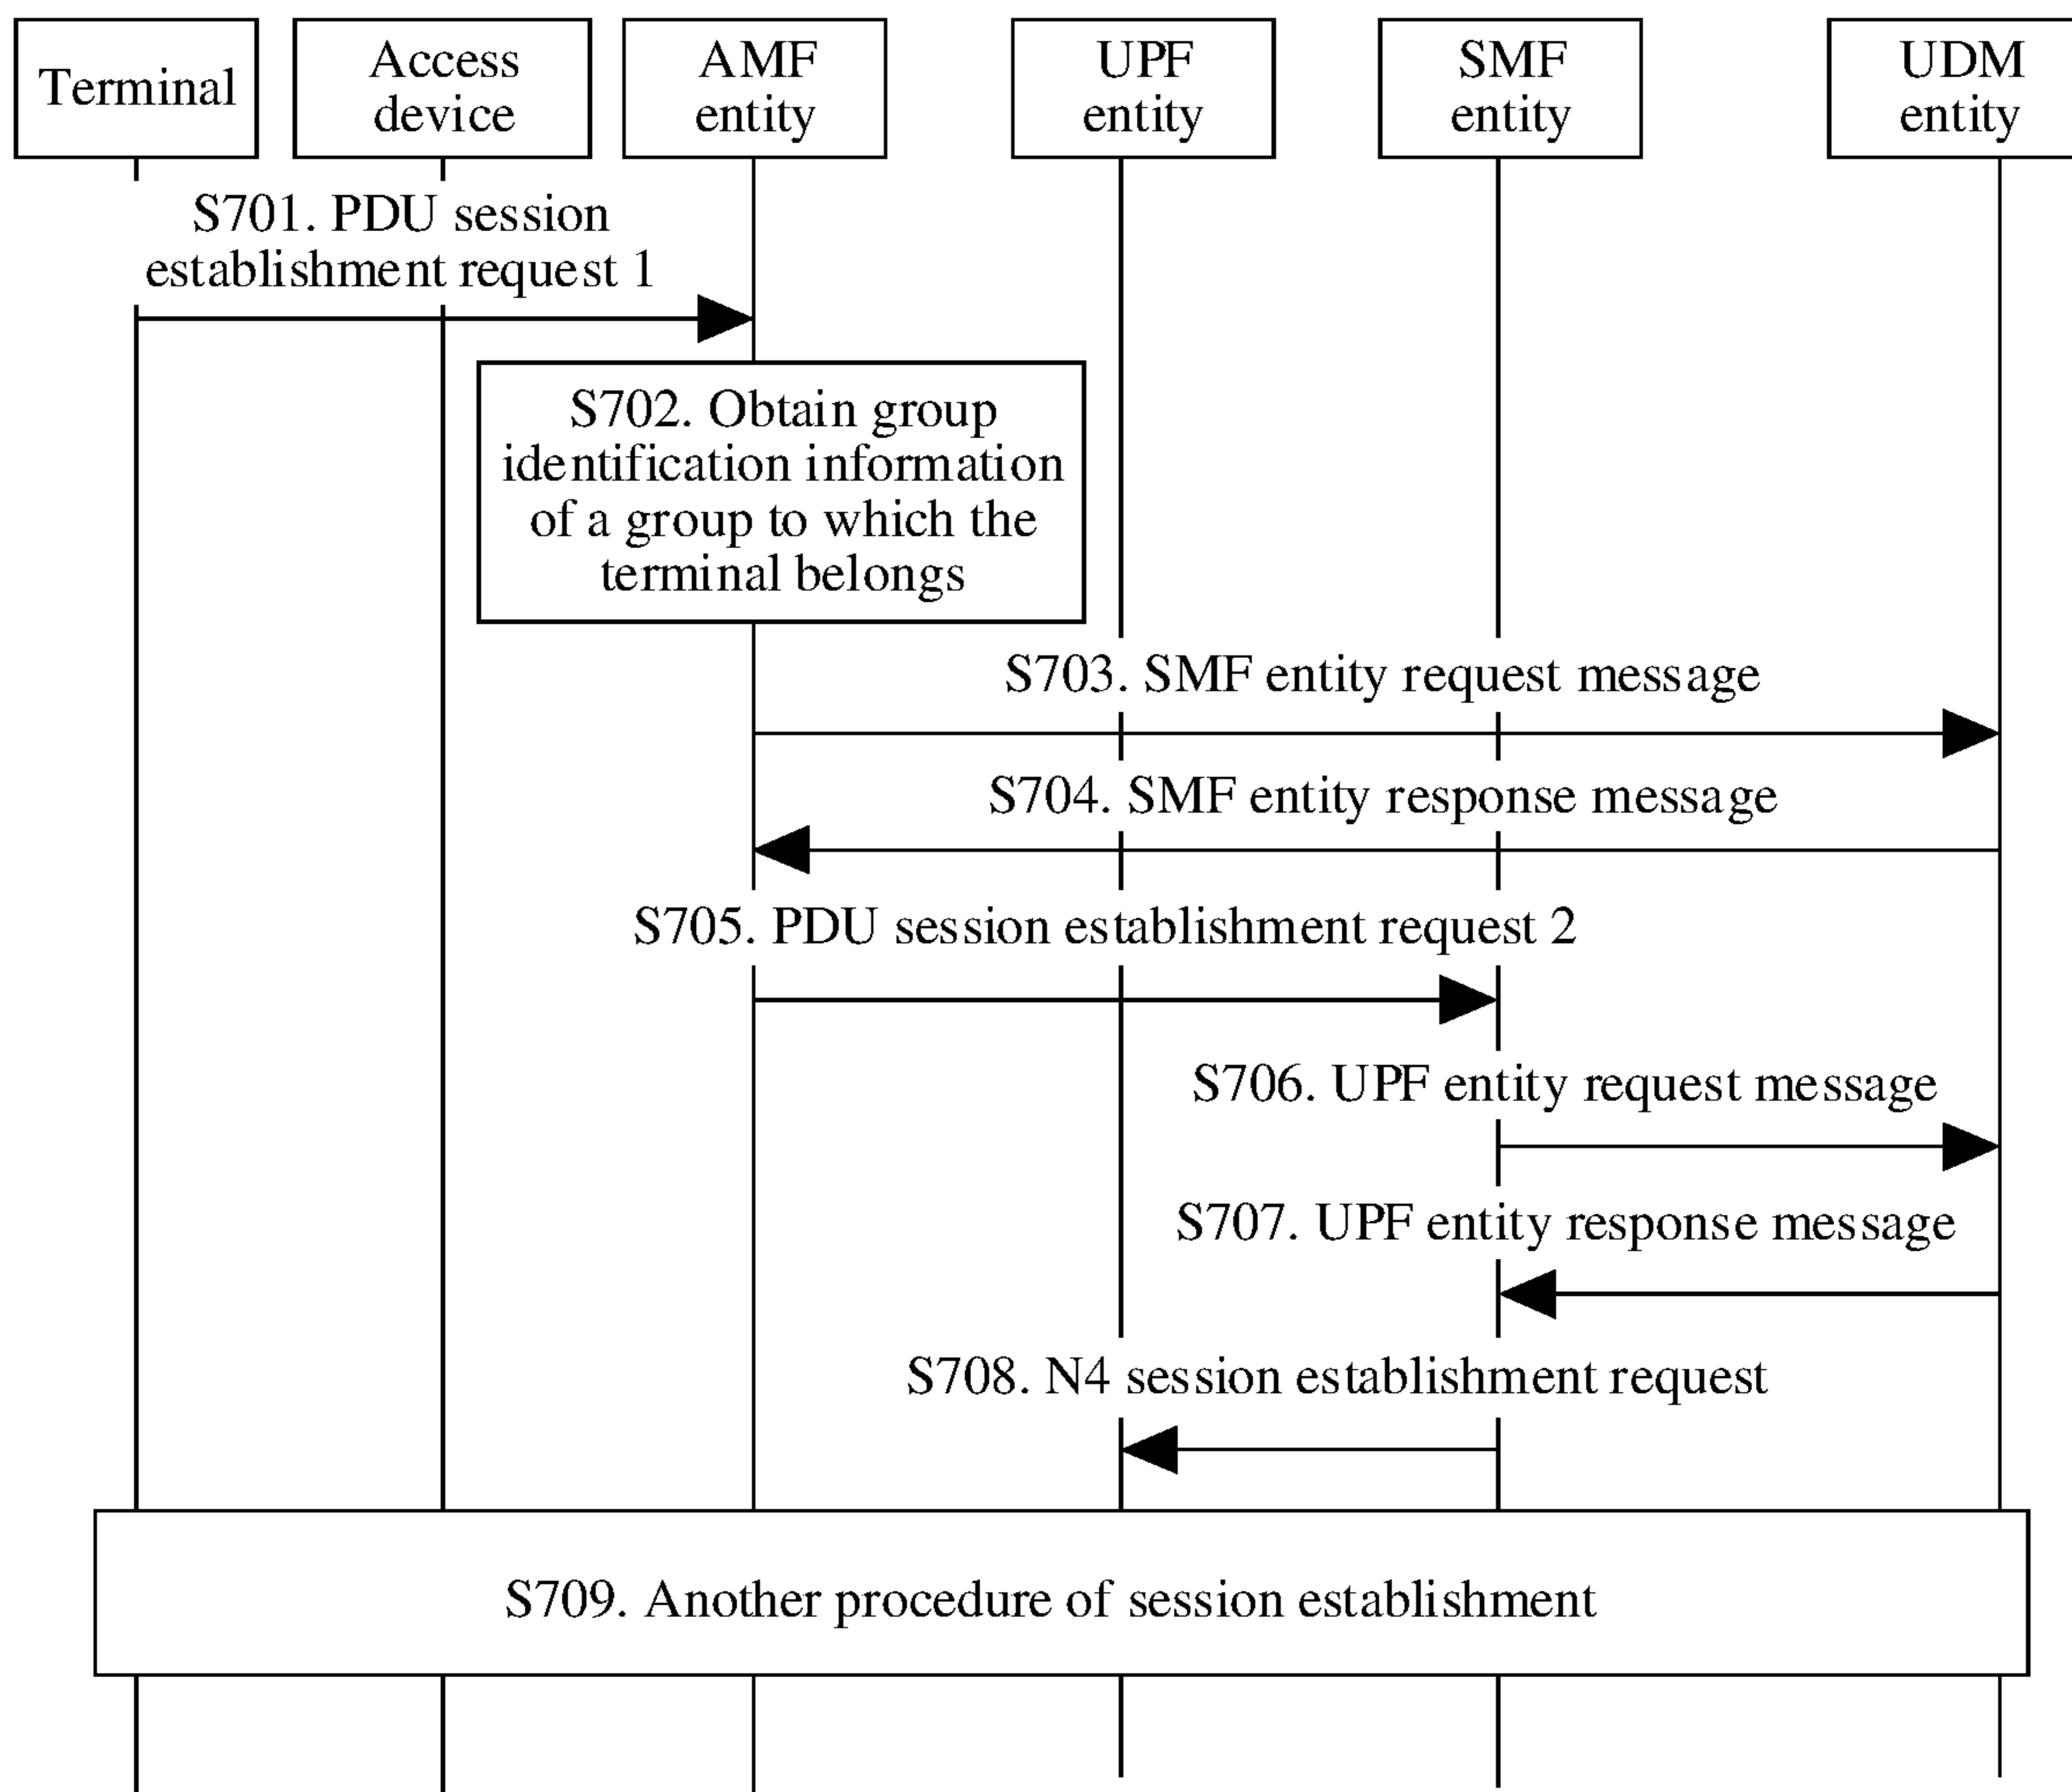 Terminal
Access
device
AMF
entity
UPF
entity
SMF
entity
UDM
entity
S701. PDU session
establishment request 1
S702. Obtain group
identification information
of a group to which the
terminal belongs
S703. SMF entity request message
S704. SMF entity response message
S705. PDU session establishment request 2
S706. UPF entity request message
S707. UPF entity response message
S708. N4 session establishment request
S709. Another procedure of session establishment